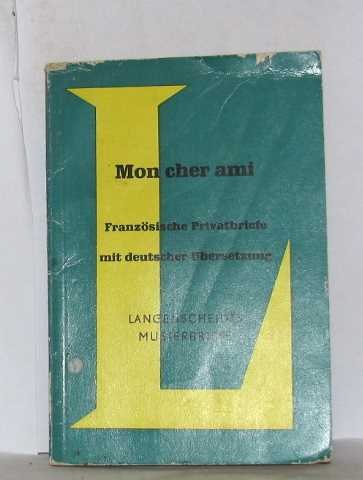 Mon cher ami
Französische Privatbriefe
mit deutscher Übersetzung
LANGENSCHEIDTS
MUSTERBRIEFE